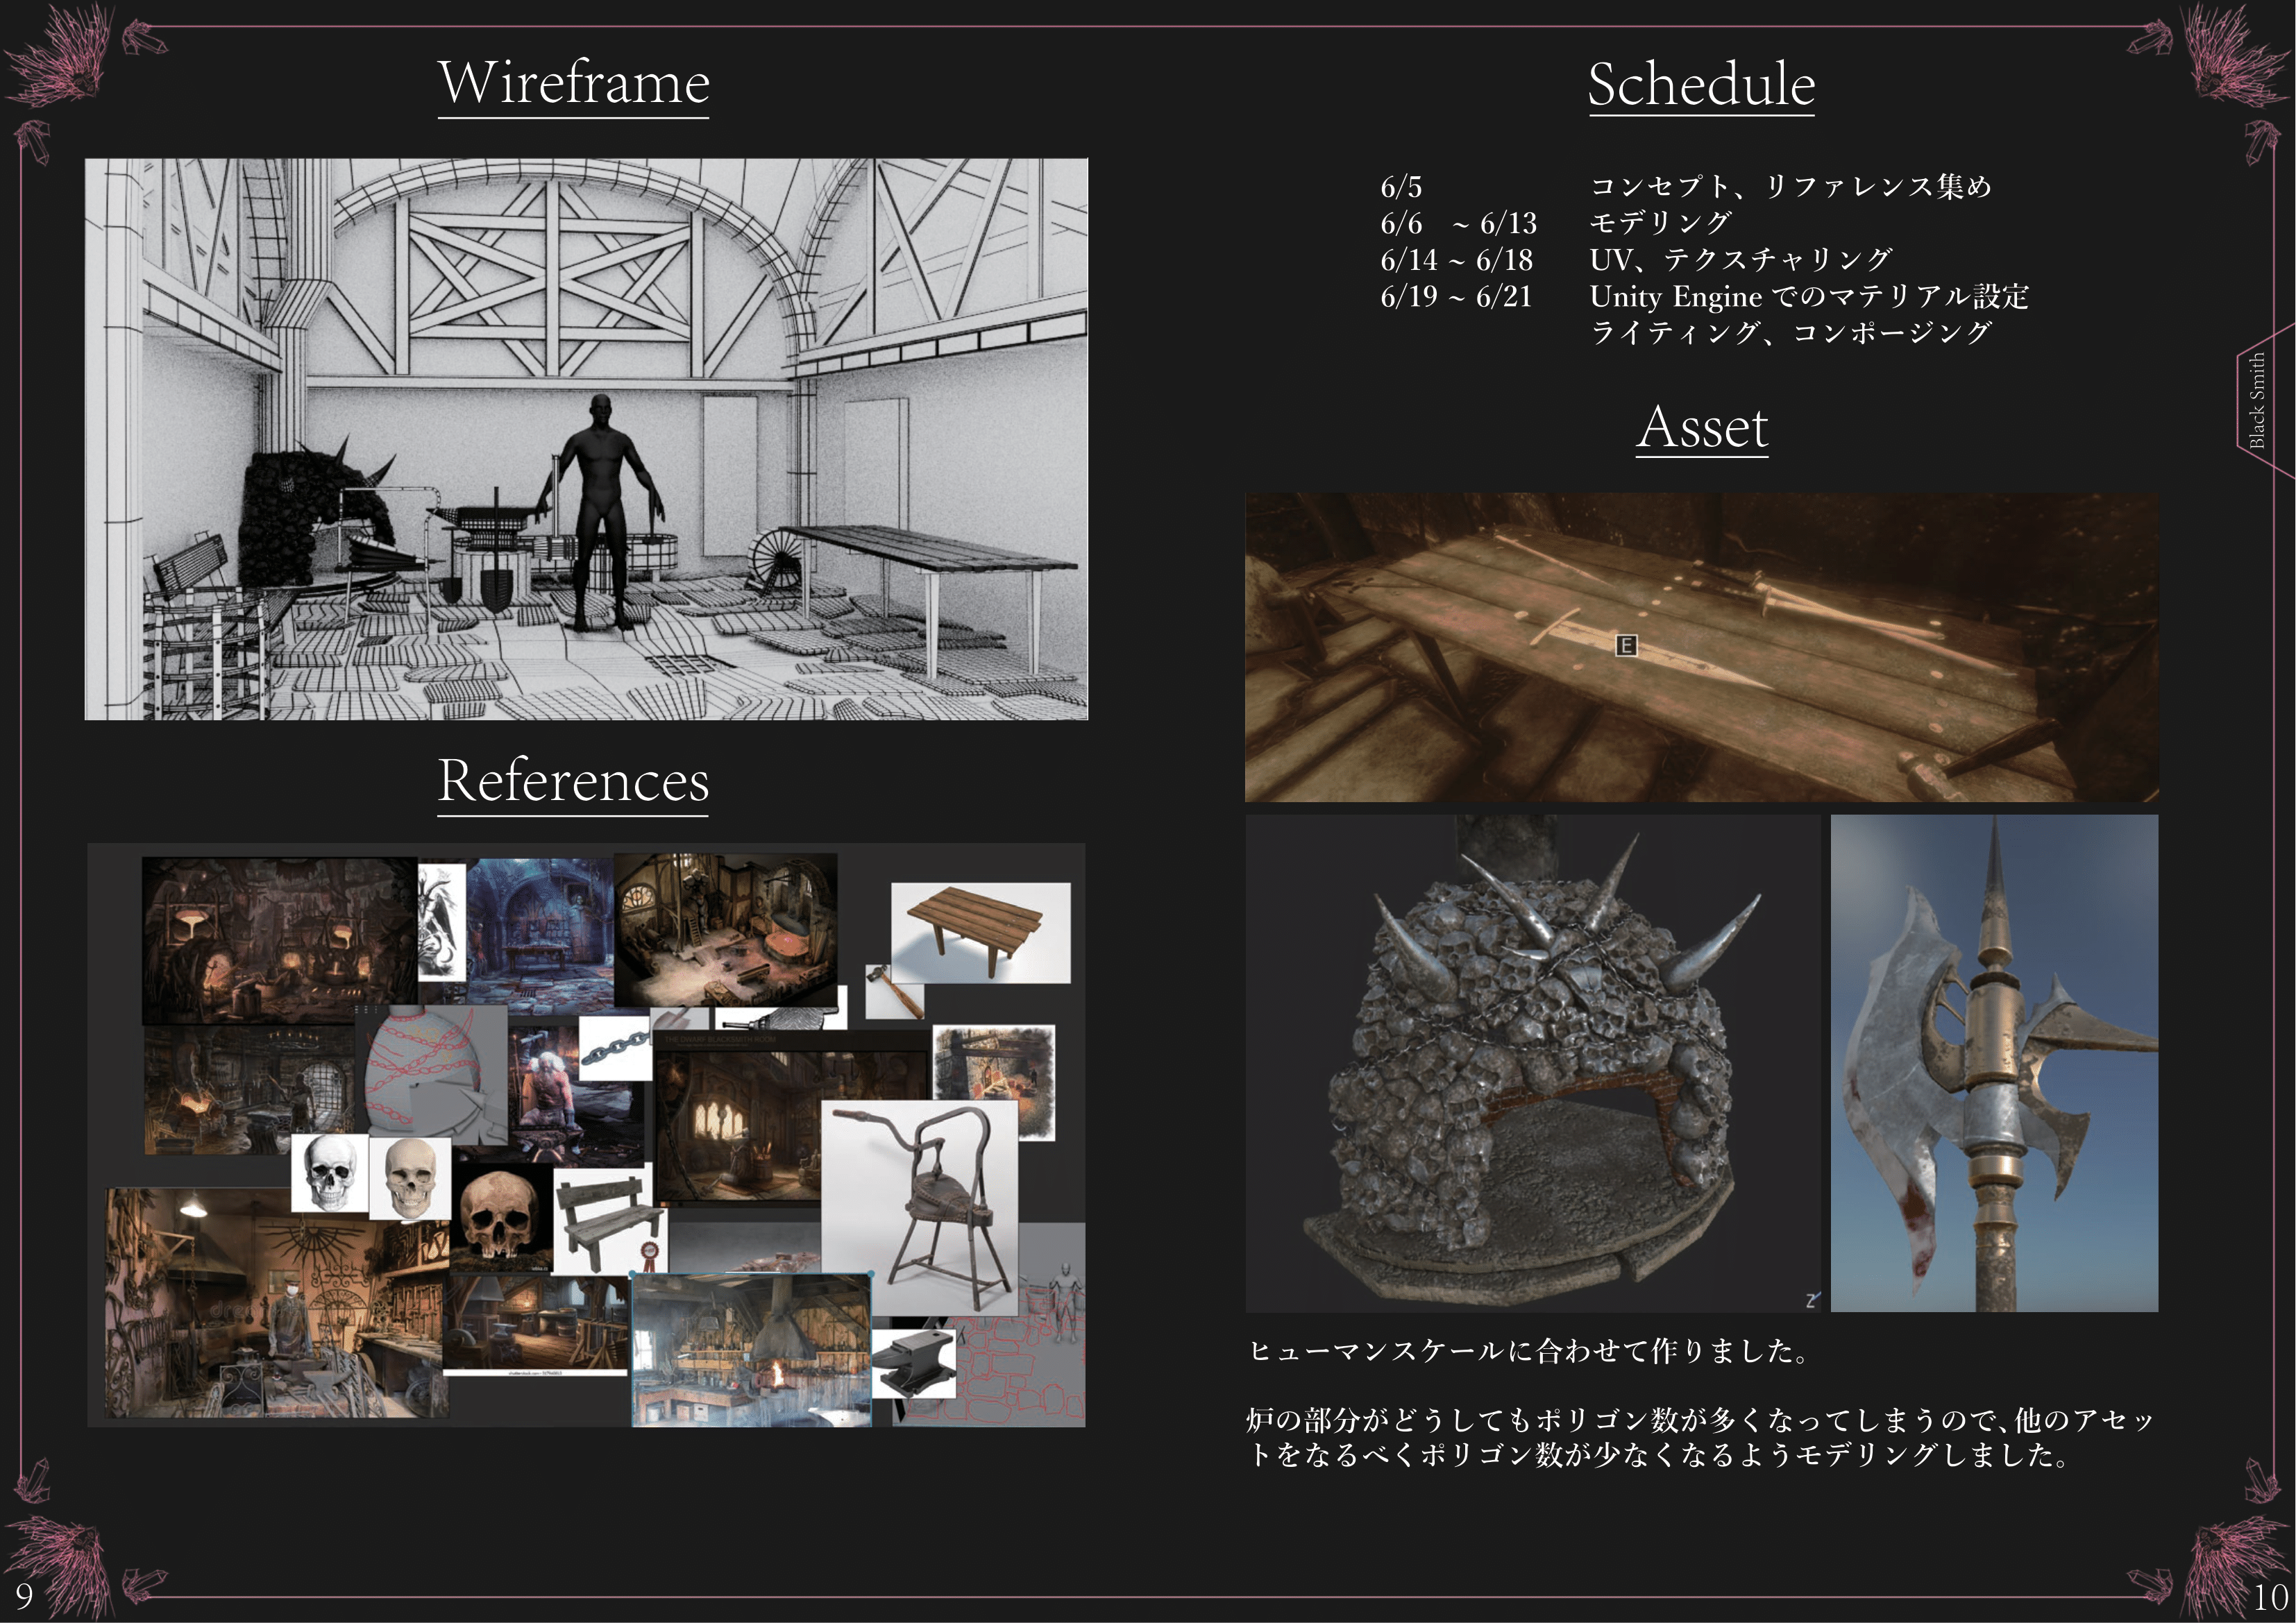 Wireframe
References
THE DWARF BLACKSMITH ROOM
9
Schedule
6/5 コンセプト、リファレンス集め
6/6 ~ 6/13 モデリング
6/14 ~ 6/18 UV、テクスチャリング
6/19 ~ 6/21 Unity Engine でのマテリアル設定
ライティング、コンポージング
Black Smith
Asset
E
Z
ヒューマンスケールに合わせて作りました。
炉の部分がどうしてもポリゴン数が多くなってしまうので、他のアセッ
トをなるべくポリゴン数が少なくなるようモデリングしました。
10